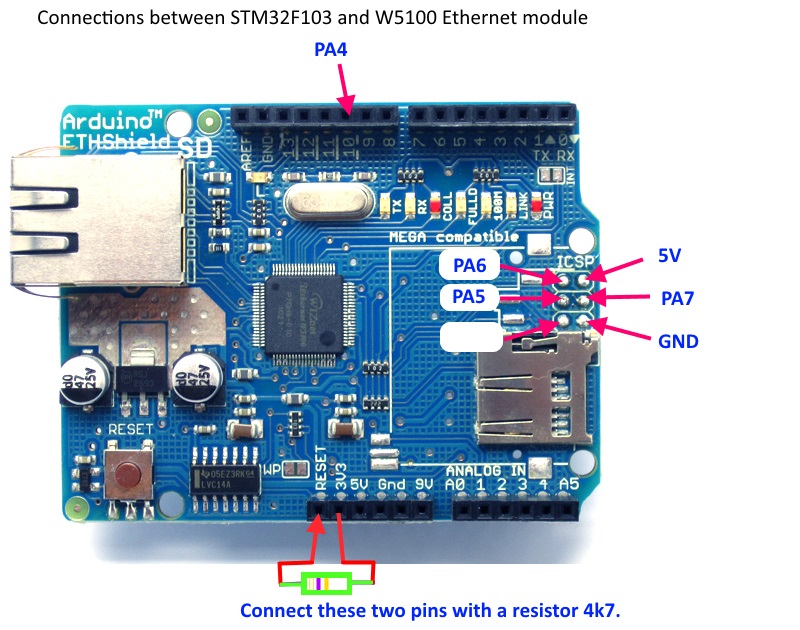 Connections between STM32F103 and W5100 Ethernet module
PA4
Arduino™
ETHShield
SD
AREF
GND
13
12
11
10
9
8
7
6
5
4
3
2
1
0
TX RX
INT
TX
RX
COLL
FULLD
100M
LINK
PWR
MEGA compatible
ICSP
PA6
5V
PA5
PA7
GND
WIZnet
47
25V
47
25V
RESET
05EZ3RK
LVC14A
WP
RESET
3V3
5V Gnd 9V
ANALOG IN
A0 1 2 3 4 A5
Connect these two pins with a resistor 4k7.